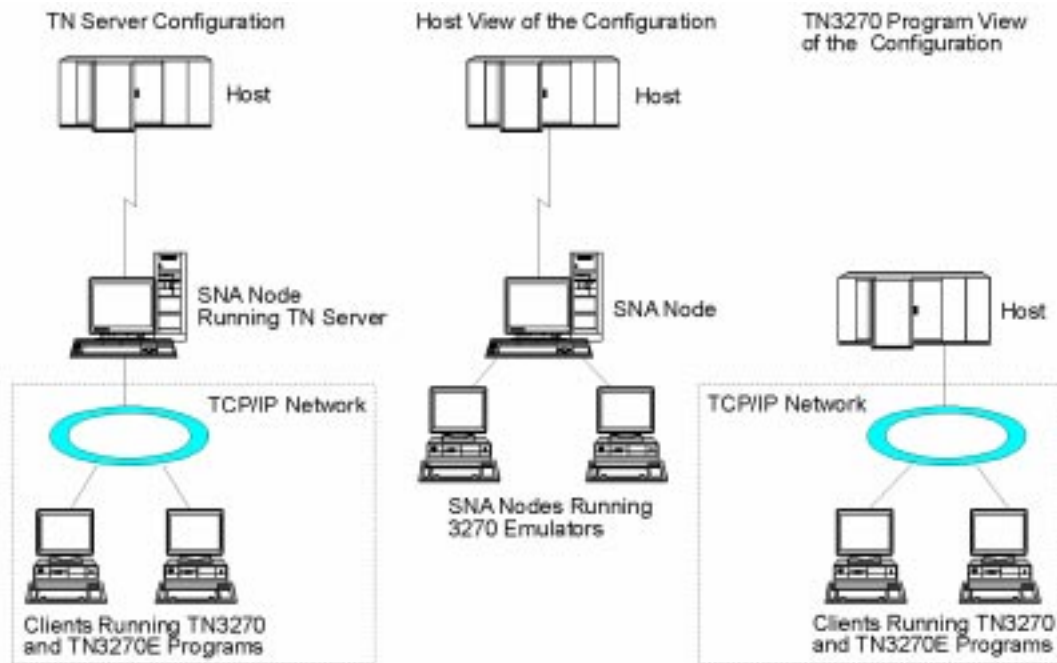 TN Server Configuration
Host
SNA Node
Running TN Server
TCP/IP Network
Clients Running TN3270
and TN3270E Programs
Host View of the Configuration
Host
SNA Node
SNA Nodes Running
3270 Emulators
TN3270 Program View
of the Configuration
Host
TCP/IP Network
Clients Running TN3270
and TN3270E Programs